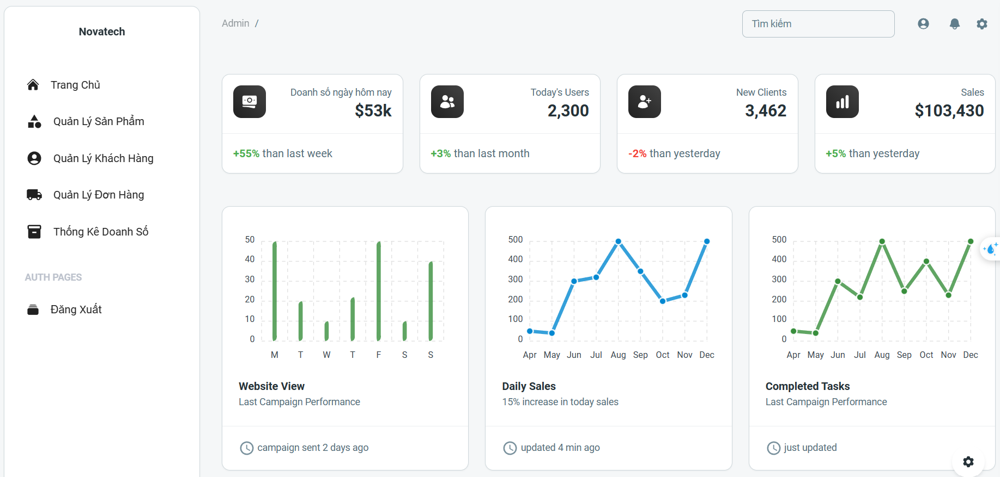 Novatech
Trang Chủ
Quản Lý Sản Phẩm
Quản Lý Khách Hàng
Quản Lý Đơn Hàng
Thống Kê Doanh Số
AUTH PAGES
Đăng Xuất
Admin /
Tìm kiếm
Doanh số ngày hôm nay
$53k
+55% than last week
Today's Users
2,300
+3% than last month
New Clients
3,462
-2% than yesterday
Sales
$103,430
+5% than yesterday
50
40
30
20
10
0
M T W T F S S
Website View
Last Campaign Performance
campaign sent 2 days ago
500
400
300
200
100
0
Apr May Jun Jul Aug Sep Oct Nov Dec
Daily Sales
15% increase in today sales
updated 4 min ago
500
400
300
200
100
0
Apr May Jun Jul Aug Sep Oct Nov Dec
Completed Tasks
Last Campaign Performance
just updated